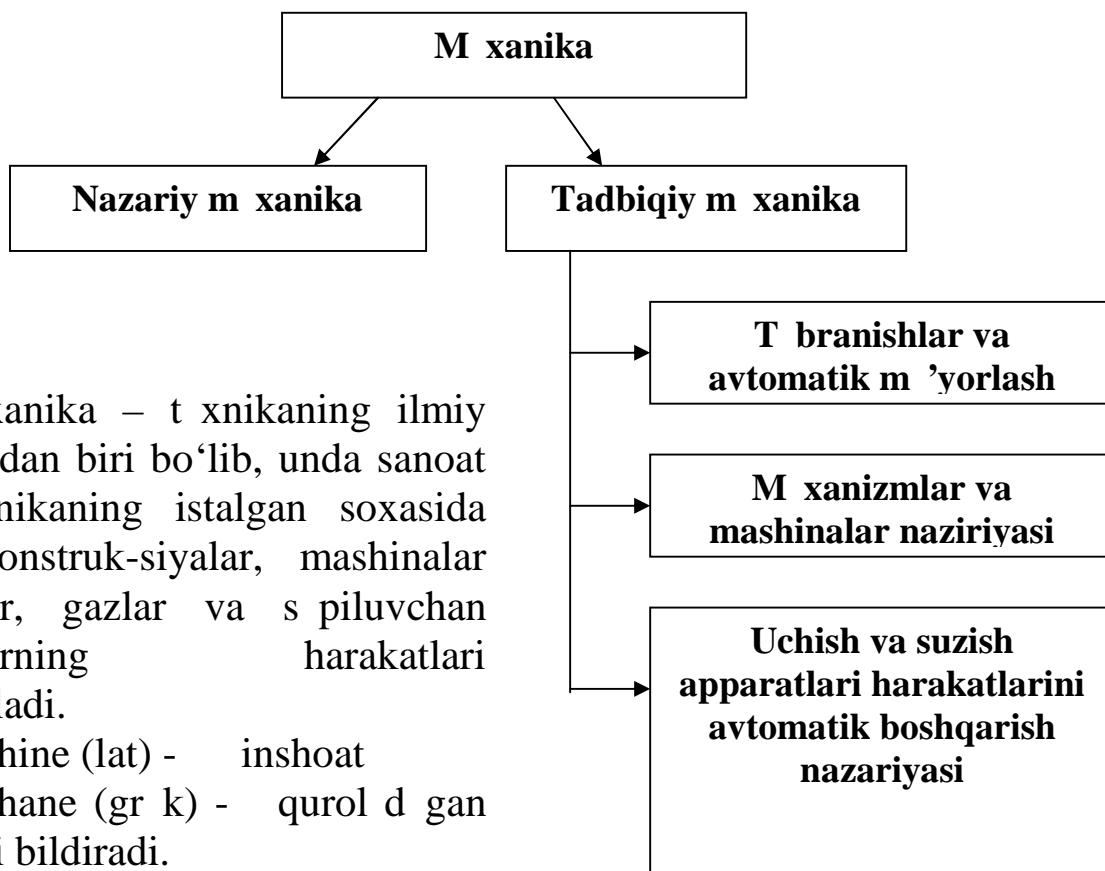 M xanika
Nazariy m xanika
Tadbiqiy m xanika
T branishlar va
avtomatik m ’yorlash
M xanizmlar va
mashinalar naziriyasi
Uchish va suzish
apparatlari harakatlarini
avtomatik boshqarish
nazariyasi
xanika – t xnikaning ilmiy
dan biri bo‘lib, unda sanoat
nikaning istalgan soxasida
onstruk-siyalar, mashinalar
r, gazlar va s piluvchan
rning harakatlari
ladi.
hine (lat) - inshoat
hane (gr k) - qurol d gan
i bildiradi.